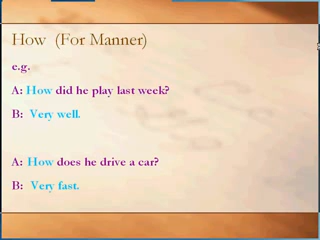 How (For Manner)
e.g.
A: How did he play last week?
B: Very well.
A: How does he drive a car?
B: Very fast.